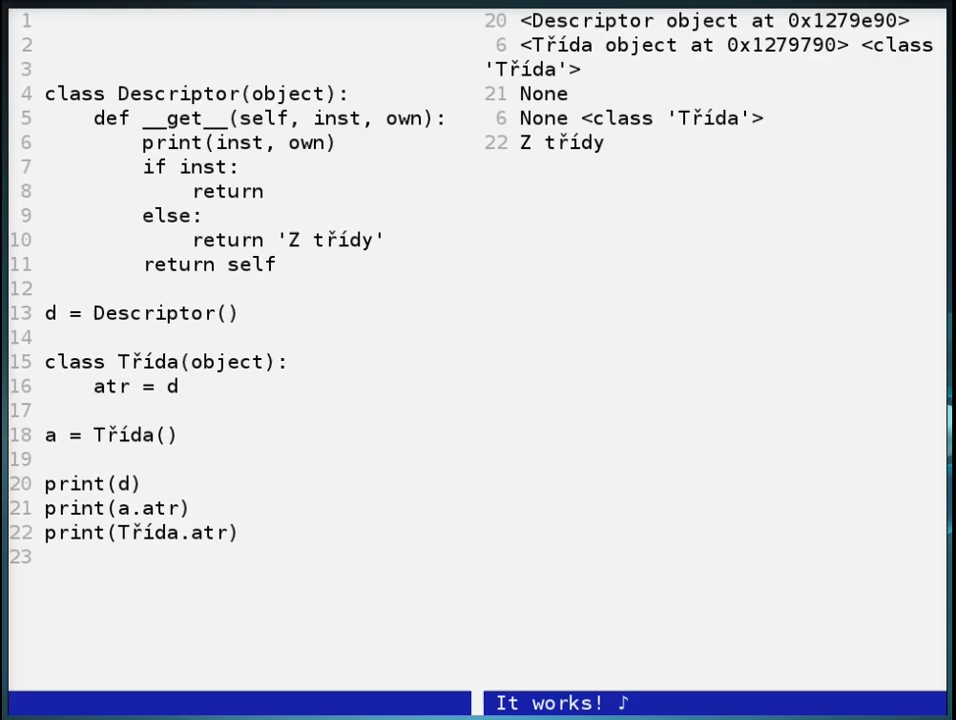 1
2
3
4 class Descriptor(object):
5     def __get__(self, inst, own):
6         print(inst, own)
7         if inst:
8             return
9         else:
10             return 'Z třídy'
11         return self
12
13 d = Descriptor()
14
15 class Třída(object):
16     atr = d
17
18 a = Třída()
19
20 print(d)
21 print(a.atr)
22 print(Třída.atr)
23
20 <Descriptor object at 0x1279e90>
6 <Třída object at 0x1279790> <class
'Třída'>
21 None
6 None <class 'Třída'>
22 Z třídy
It works! ♪